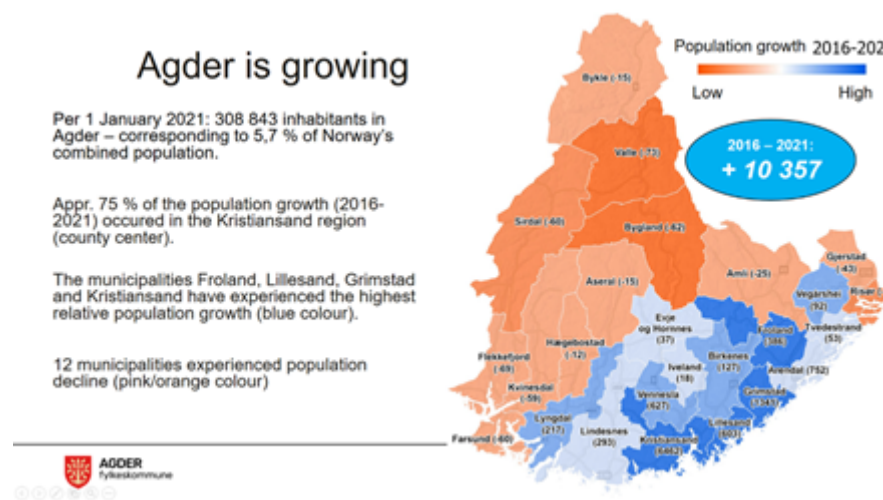 Agder is growing
Per 1 January 2021: 308 843 inhabitants in
Agder – corresponding to 5,7 % of Norway's
combined population.
Appr. 75 % of the population growth (2016-
2021) occured in the Kristiansand region
(county center).
The municipalities Froland, Lillesand, Grimstad
and Kristiansand have experienced the highest
relative population growth (blue colour).
12 municipalities experienced population
decline (pink/orange colour)
AGDER
fylkeskommune
Population growth 2016-202
Low
High
2016 – 2021:
+ 10 357
Bykle (-15)
Valle (-73)
Sirdal (-60)
Bygland (-62)
Åseral (-15)
Åmli (-25)
Gjerstad
(-43)
Risør
Vegårshei
(92)
Tvedestrand
(53)
Evje
og Hornnes
(37)
Froland
(386)
Arendal (752)
Flekkefjord
(-69)
Hægebostad
(-12)
Birkenes
(127)
Iveland
(18)
Grimstad
(1343)
Kvinesdal
(-59)
Vennesla
(627)
Lillesand
(603)
Lyngdal
(217)
Farsund (-60)
Lindesnes
(293)
Kristiansand
(6862)